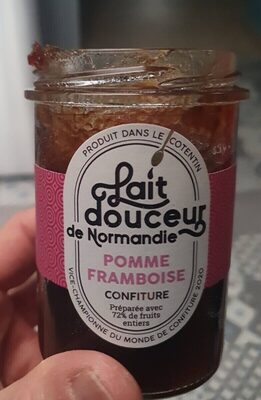 PRODUIT DANS LE COTENTIN
Lait
douceur
de Normandie
POMME
FRAMBOISE
CONFITURE
Préparée avec
72% de fruits
entiers
VICE-CHAMPIONNE DU MONDE DE CONFITURE 2020